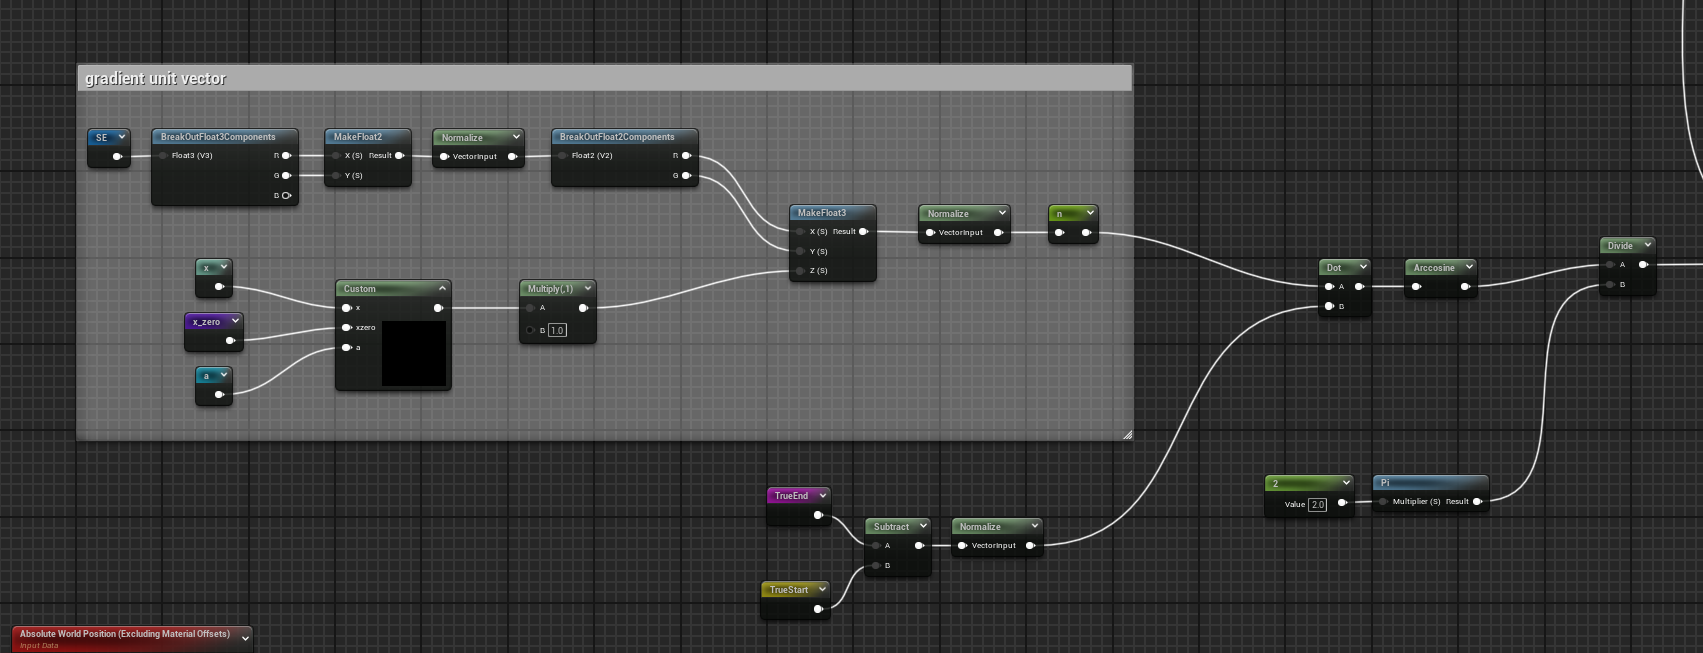 gradient unit vector
SE
BreakOutFloat3Components
Float3 (V3)
R
G
B
MakeFloat2
X (S) Result
Y (S)
Normalize
VectorInput
BreakOutFloat2Components
Float2 (V2)
R
G
MakeFloat3
X (S) Result
Y (S)
Z (S)
Normalize
VectorInput
n
x
x_zero
a
Custom
x
xzero
a
Multiply(,1)
A
B 1.0
Dot
A
B
Arccosine
Divide
A
B
2
Value 2.0
Pi
Multiplier (S) Result
TrueEnd
TrueStart
Subtract
A
B
Normalize
VectorInput
Absolute World Position (Excluding Material Offsets)
Input Data